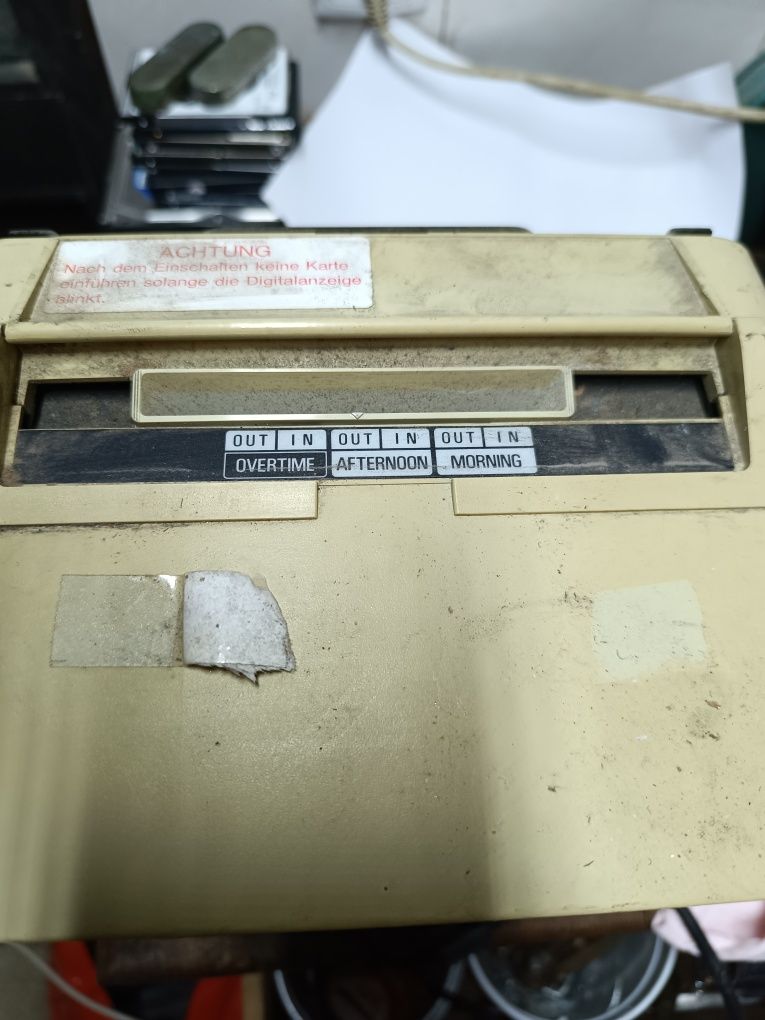 ACHTUNG
Nach dem Einschalten keine Karte
einführen solange die Digitalanzeige
blinkt.
OUT IN OUT IN OUT IN
OVERTIME AFTERNOON MORNING